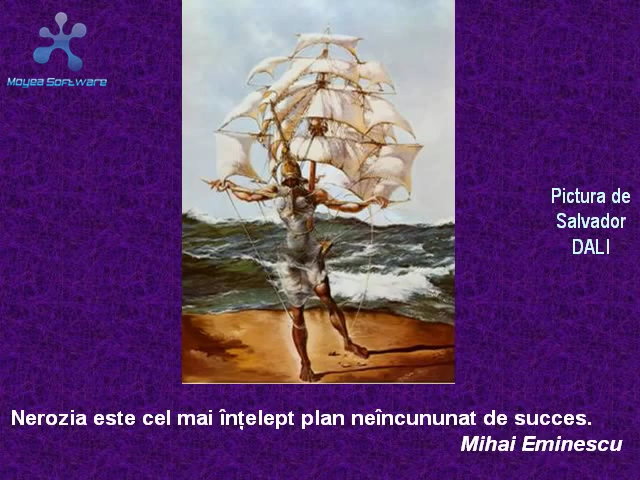 Moyea Software
Pictura de
Salvador
DALI
Nerozia este cel mai înțelept plan neîncununat de succes.
Mihai Eminescu